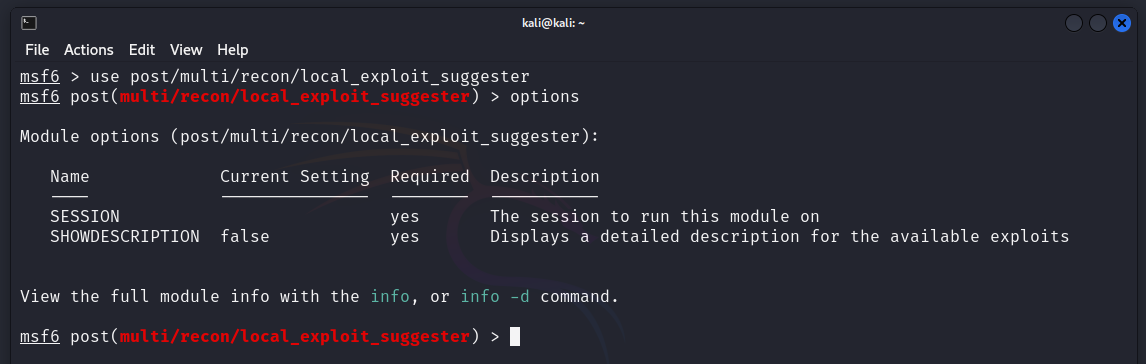 kali@kali: ~
File Actions Edit View Help
msf6 > use post/multi/recon/local_exploit_suggester
msf6 post(multi/recon/local_exploit_suggester) > options
Module options (post/multi/recon/local_exploit_suggester):
Name Current Setting Required Description
SESSION yes The session to run this module on
SHOWDESCRIPTION false yes Displays a detailed description for the available exploits
View the full module info with the info, or info -d command.
msf6 post(multi/recon/local_exploit_suggester) >